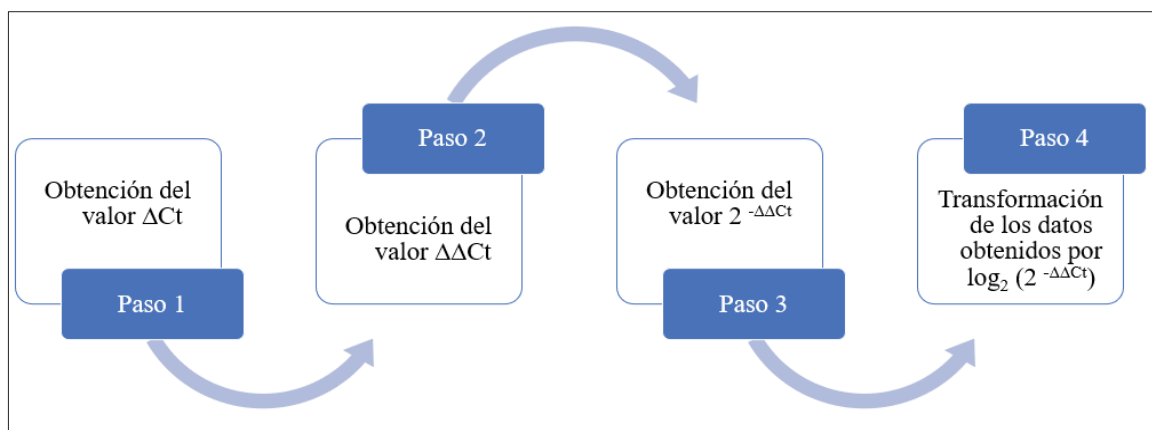 Obtención del
valor ΔCt
Paso 1
Paso 2
Obtención del
valor ΔΔCt
Obtención del
valor 2 -ΔΔCt
Paso 3
Paso 4
Transformación
de los datos
obtenidos por
log₂ (2 -ΔΔCt)